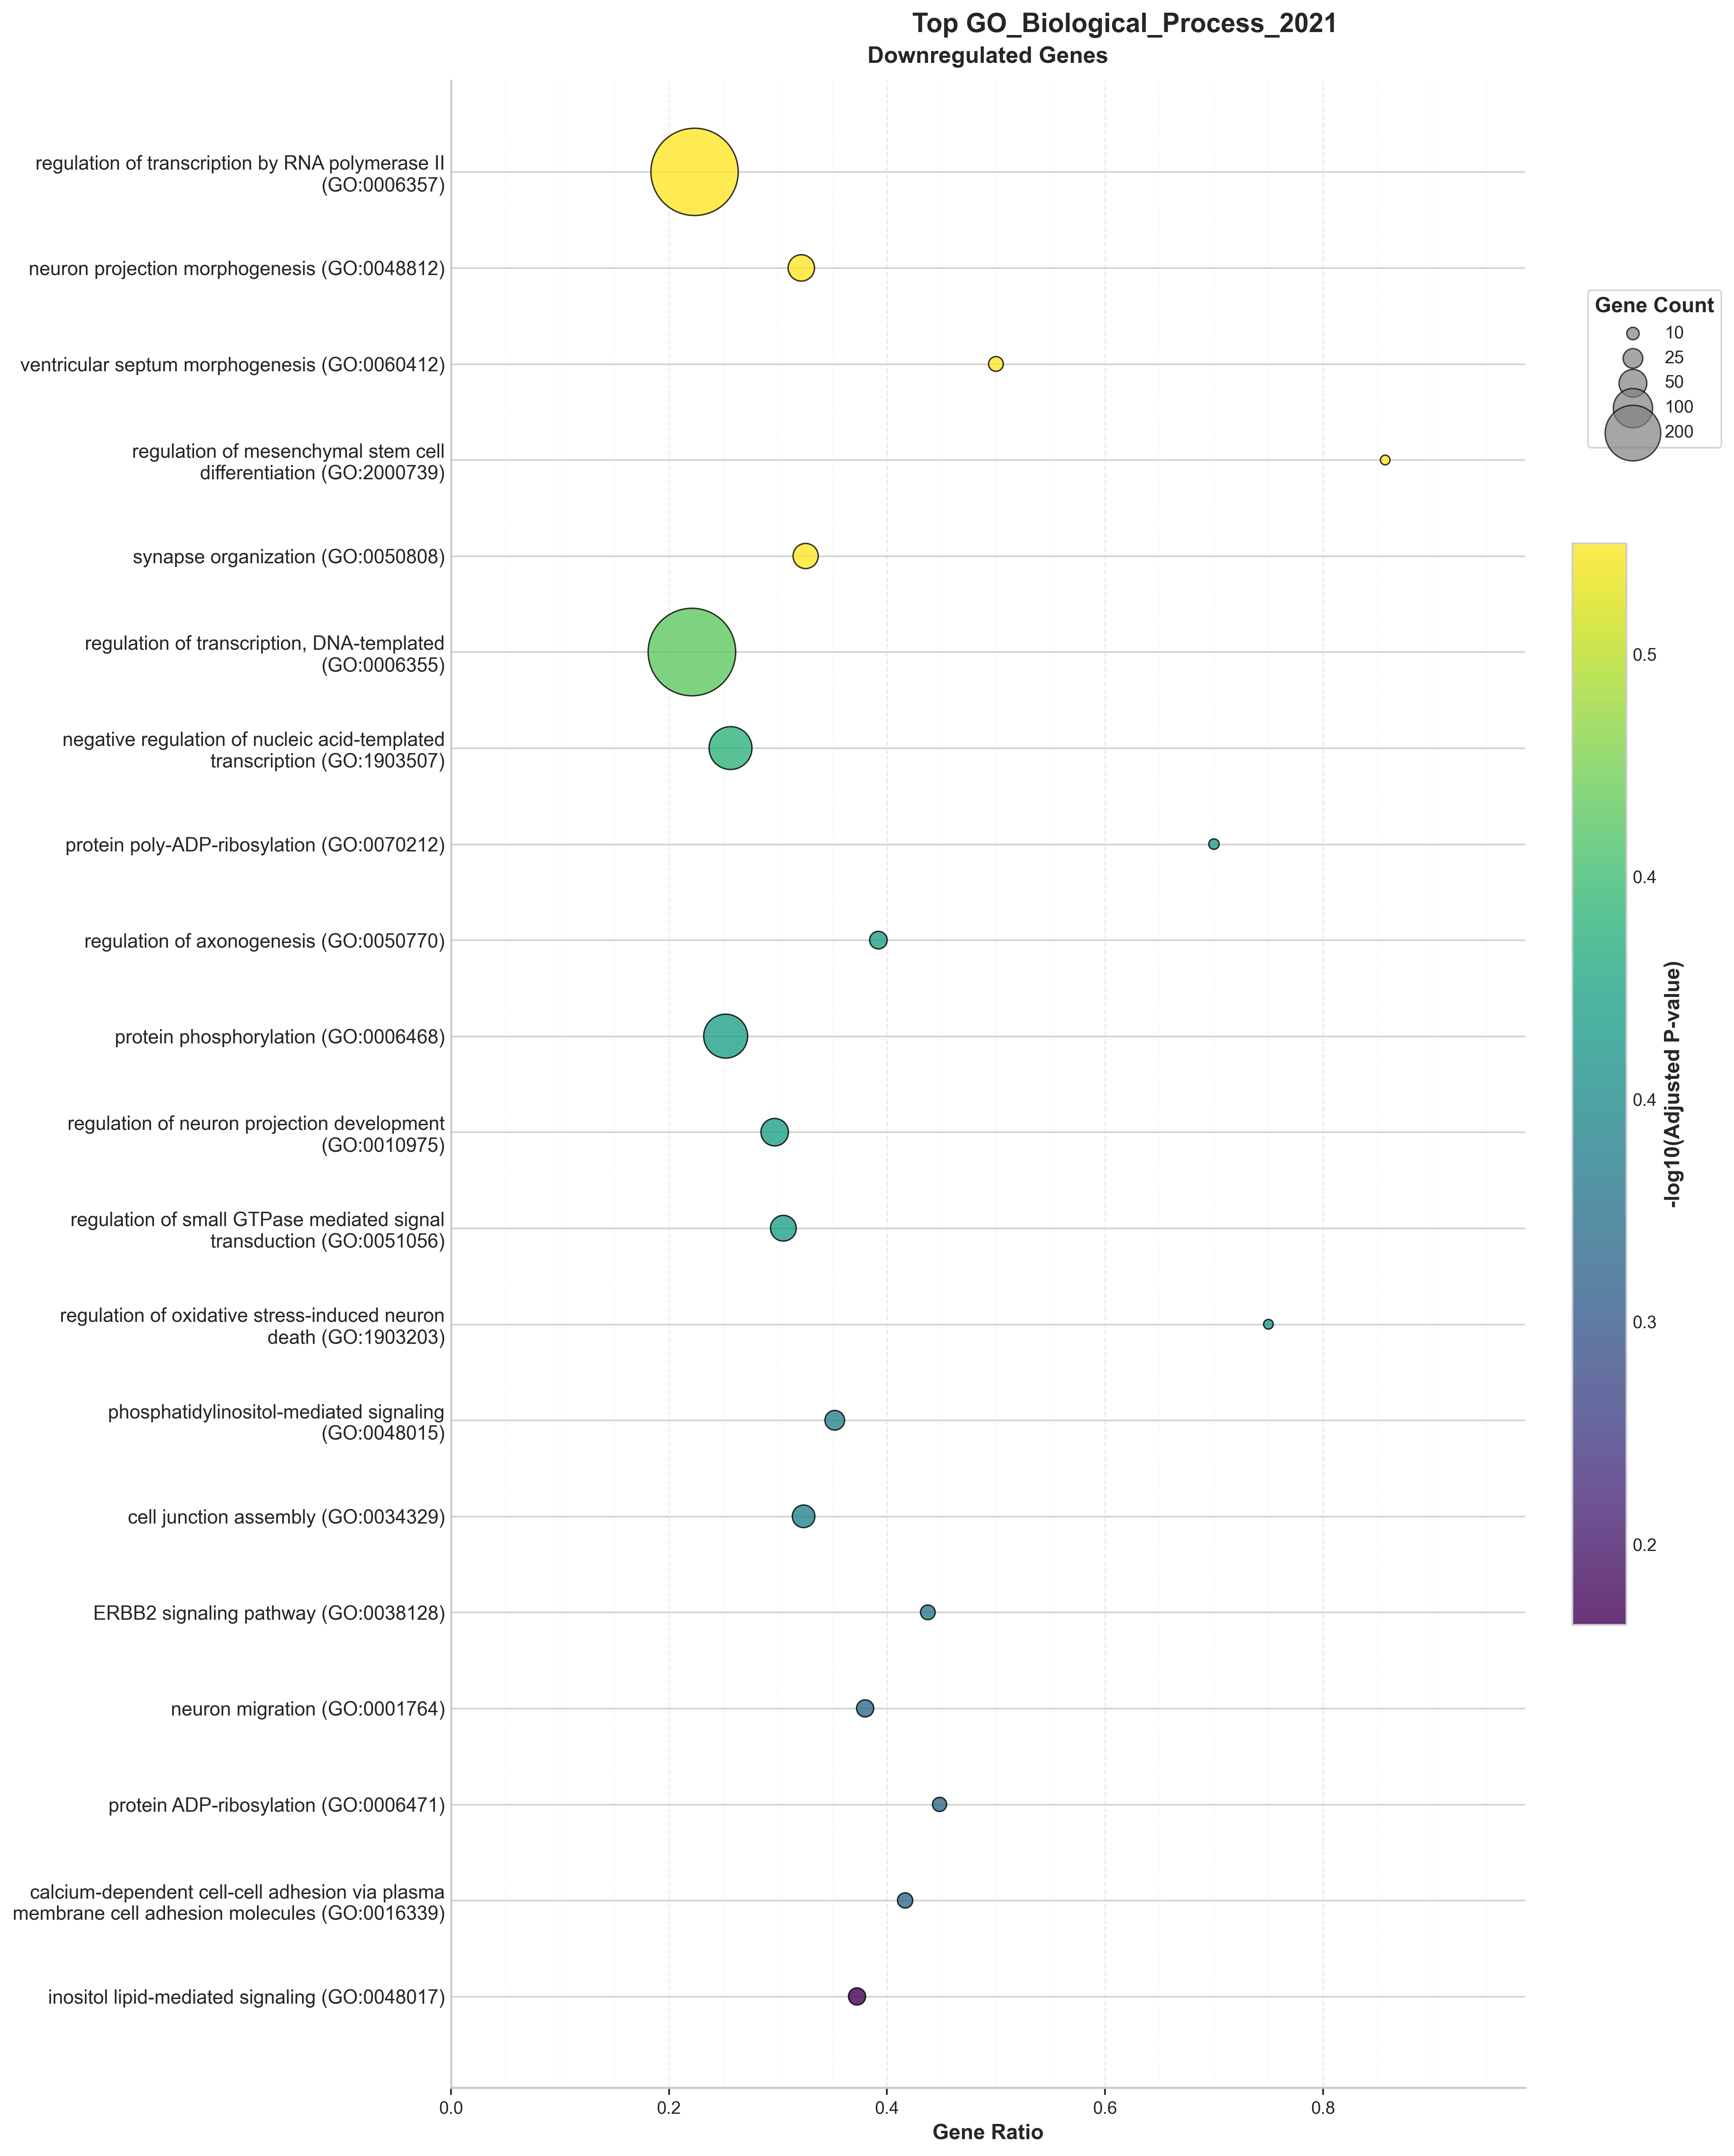 Top GO_Biological_Process_2021
Downregulated Genes
regulation of transcription by RNA polymerase II
(GO:0006357)
neuron projection morphogenesis (GO:0048812)
ventricular septum morphogenesis (GO:0060412)
regulation of mesenchymal stem cell
differentiation (GO:2000739)
synapse organization (GO:0050808)
regulation of transcription, DNA-templated
(GO:0006355)
negative regulation of nucleic acid-templated
transcription (GO:1903507)
protein poly-ADP-ribosylation (GO:0070212)
regulation of axonogenesis (GO:0050770)
protein phosphorylation (GO:0006468)
regulation of neuron projection development
(GO:0010975)
regulation of small GTPase mediated signal
transduction (GO:0051056)
regulation of oxidative stress-induced neuron
death (GO:1903203)
phosphatidylinositol-mediated signaling
(GO:0048015)
cell junction assembly (GO:0034329)
ERBB2 signaling pathway (GO:0038128)
neuron migration (GO:0001764)
protein ADP-ribosylation (GO:0006471)
calcium-dependent cell-cell adhesion via plasma
membrane cell adhesion molecules (GO:0016339)
inositol lipid-mediated signaling (GO:0048017)
0.0 0.2 0.4 0.6 0.8
Gene Ratio
Gene Count
10
25
50
100
200
0.5
0.4
0.4
0.3
0.2
-log10(Adjusted P-value)